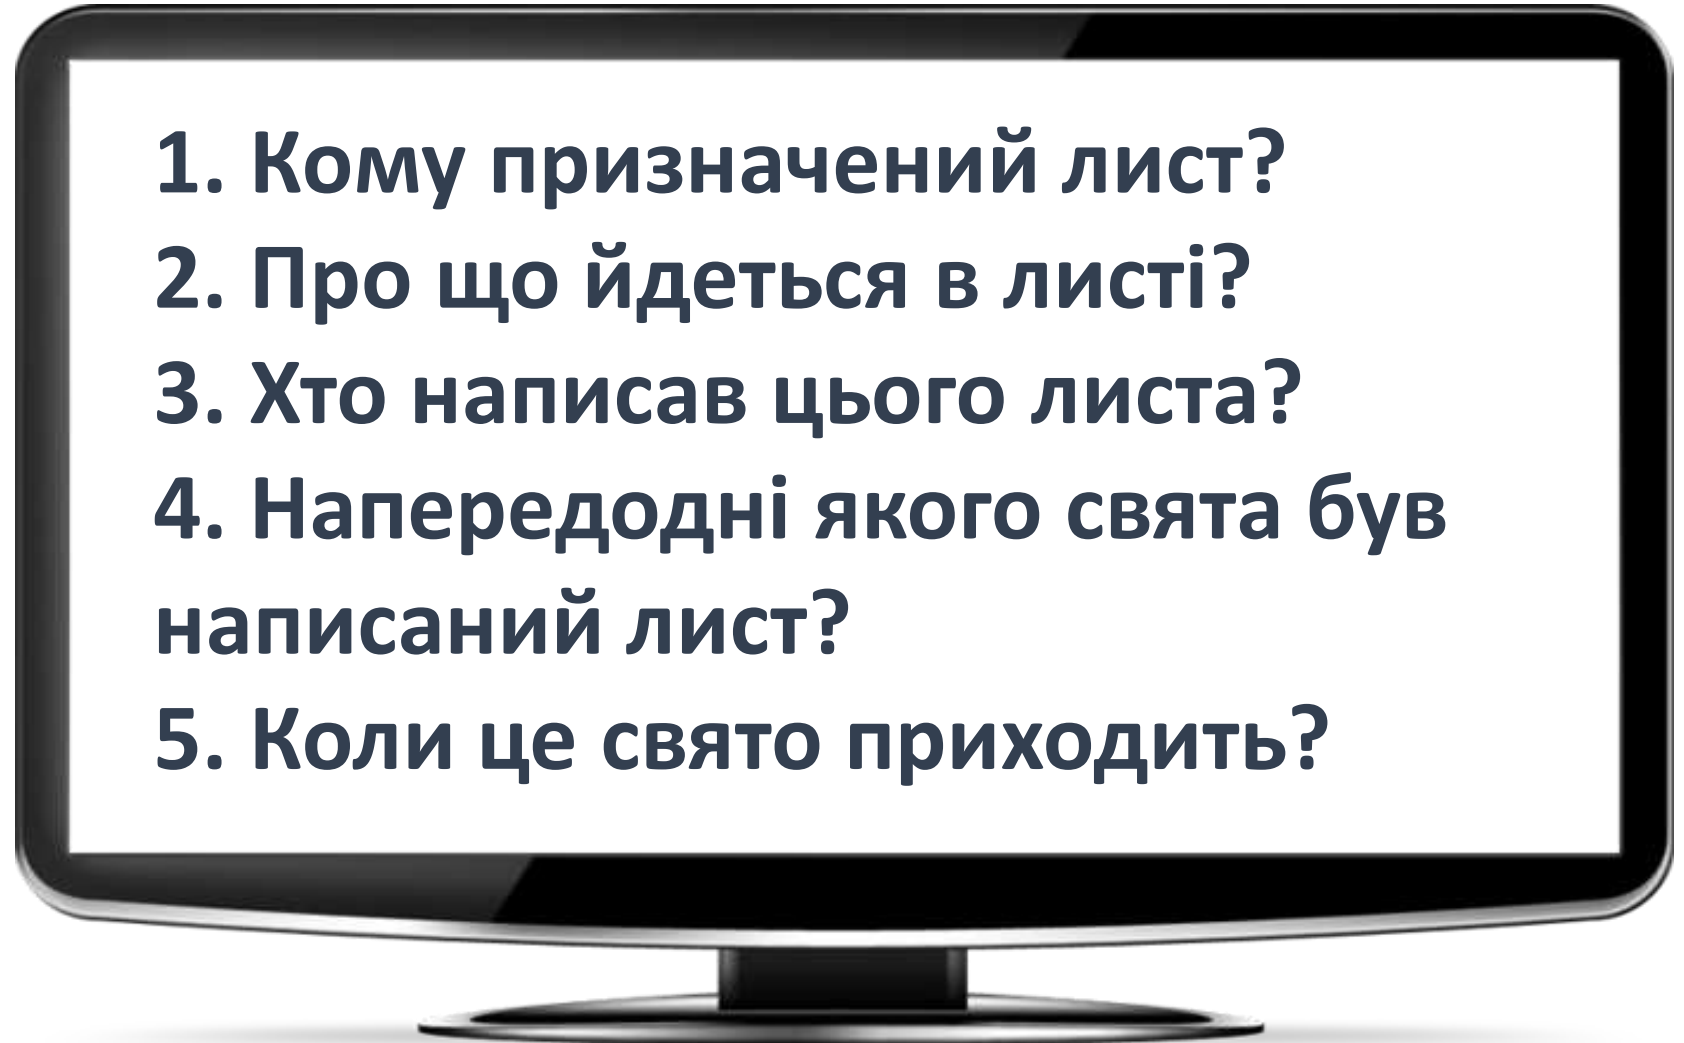 1. Кому призначений лист?
2. Про що йдеться в листі?
3. Хто написав цього листа?
4. Напередодні якого свята був
написаний лист?
5. Коли це свято приходить?